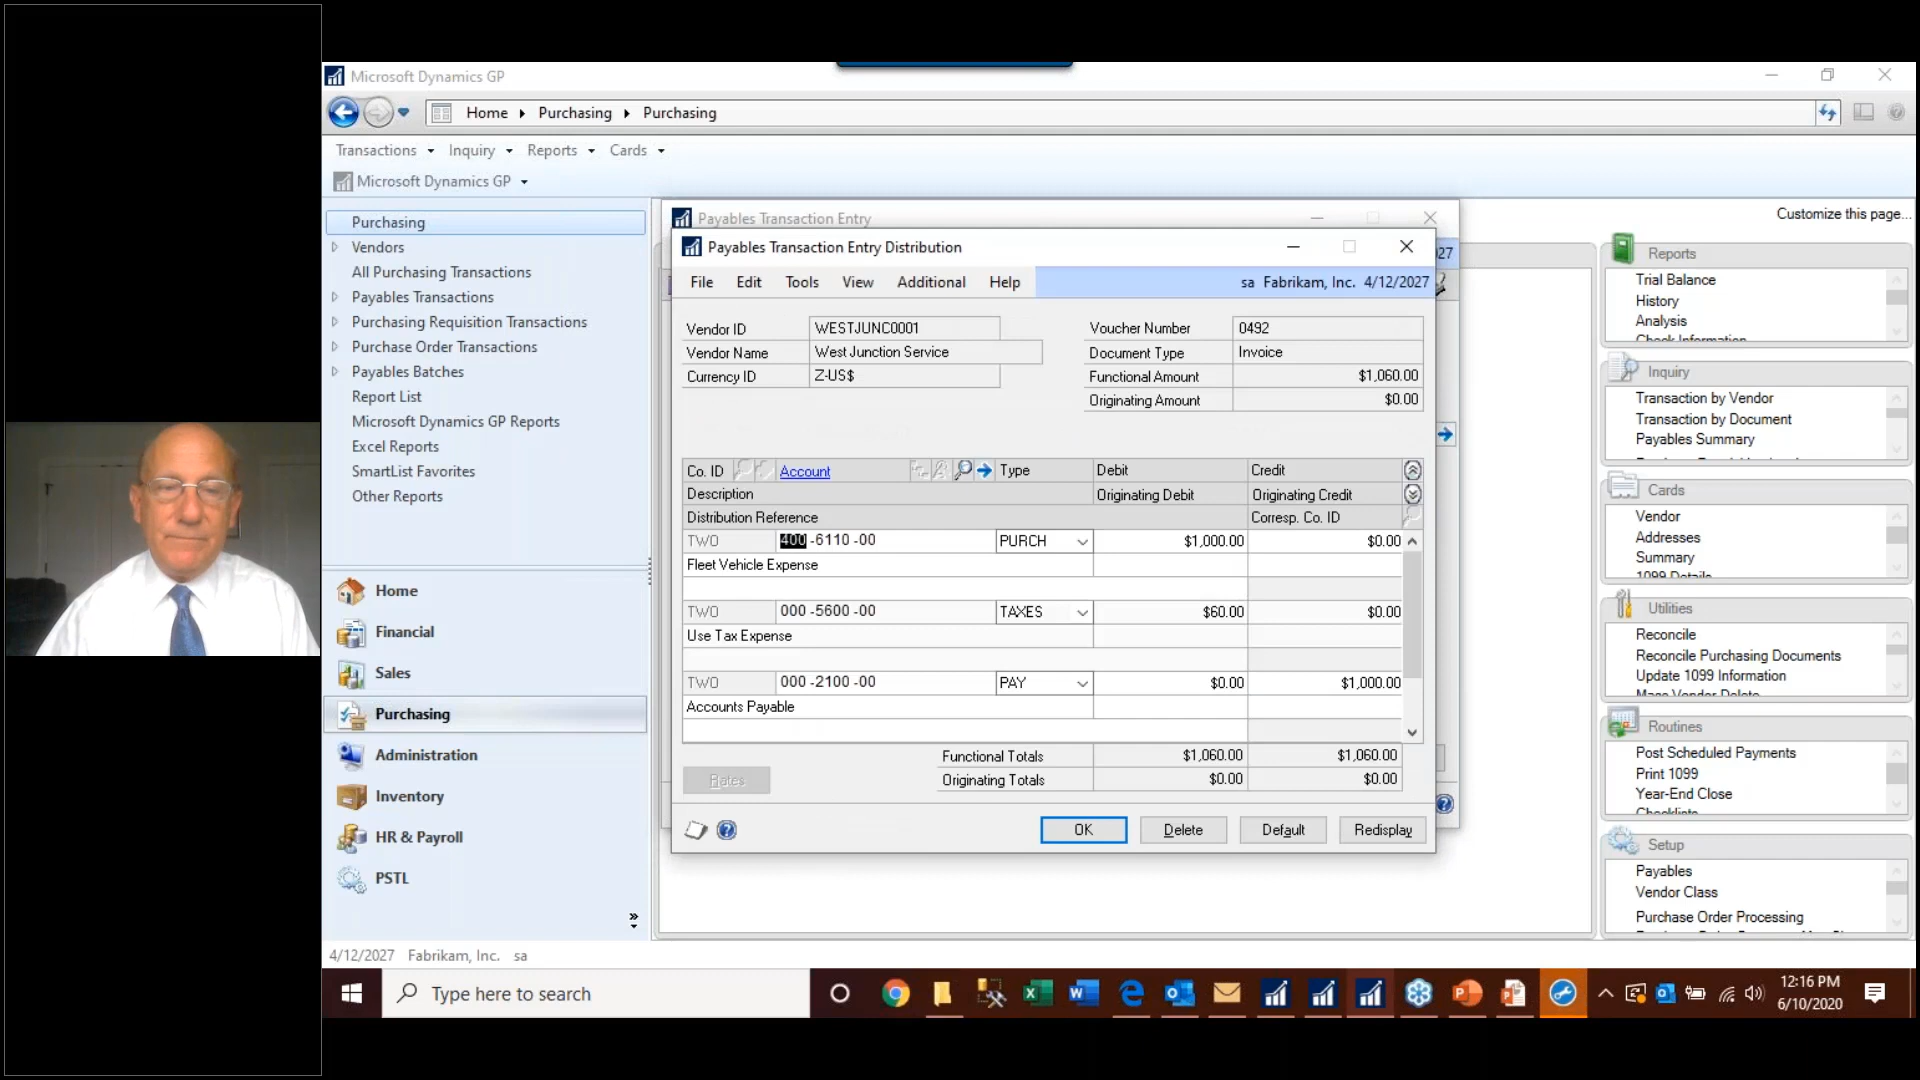 Microsoft Dynamics GP
Home Purchasing Purchasing
Transactions Inquiry Reports Cards
Microsoft Dynamics GP
Purchasing
Vendors
All Purchasing Transactions
Payables Transactions
Purchasing Requisition Transactions
Purchase Order Transactions
Payables Batches
Report List
Microsoft Dynamics GP Reports
Excel Reports
SmartList Favorites
Other Reports
Home
Financial
Sales
Purchasing
Administration
Inventory
HR & Payroll
PSTL
Payables Transaction Entry
27
Payables Transaction Entry Distribution
File Edit Tools View Additional Help
sa Fabrikam, Inc. 4/12/2027
Vendor ID WESTJUNC0001 Voucher Number 0492
Vendor Name West Junction Service Document Type Invoice
Currency ID Z-US$ Functional Amount $1,060.00
Originating Amount $0.00
Co. ID Account Type Debit Credit
Description Originating Debit Originating Credit
Distribution Reference Corresp. Co. ID
TWO 400 -6110 -00 PURCH $1,000.00 $0.00
Fleet Vehicle Expense
TWO 000 -5600 -00 TAXES $60.00 $0.00
Use Tax Expense
TWO 000 -2100 -00 PAY $0.00 $1,000.00
Accounts Payable
Functional Totals $1,060.00 $1,060.00
Rates Originating Totals $0.00 $0.00
OK Delete Default Redisplay
Customize this page...
Reports
Trial Balance
History
Analysis
Check Information
Inquiry
Transaction by Vendor
Transaction by Document
Payables Summary
Cards
Vendor
Addresses
Summary
1099 Details
Utilities
Reconcile
Reconcile Purchasing Documents
Update 1099 Information
Mass Vendor Delete
Routines
Post Scheduled Payments
Print 1099
Year-End Close
Checklists
Setup
Payables
Vendor Class
Purchase Order Processing
4/12/2027 Fabrikam, Inc. sa
Type here to search
12:16 PM
6/10/2020